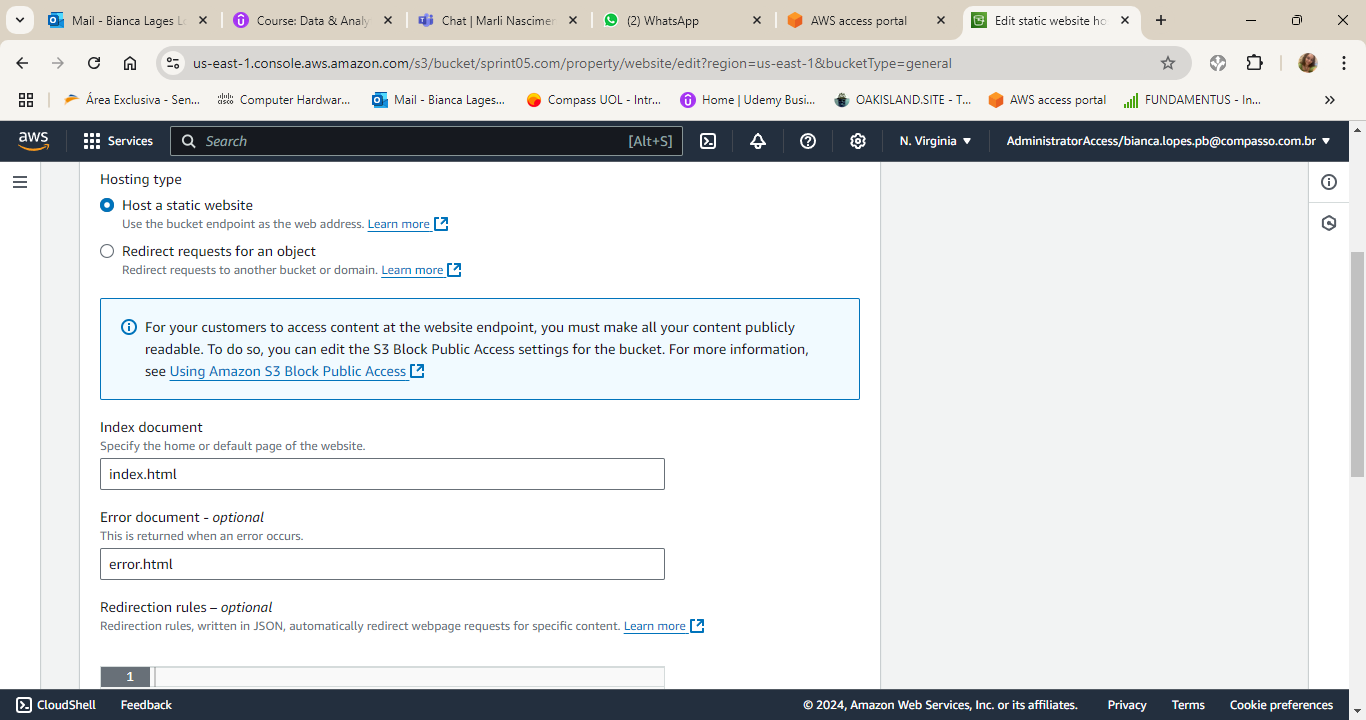 Mail - Bianca Lages Lo
Course: Data & Analy
Chat | Marli Nascimen
(2) WhatsApp
AWS access portal
Edit static website ho
us-east-1.console.aws.amazon.com/s3/bucket/sprint05.com/property/website/edit?region=us-east-1&bucketType=general
Área Exclusiva - Sen...
Computer Hardwar...
Mail - Bianca Lages...
Compass UOL - Intr...
Home | Udemy Busi...
OAKISLAND.SITE - T...
AWS access portal
FUNDAMENTUS - In...
aws
Services
Search
[Alt+S]
N. Virginia
AdministratorAccess/bianca.lopes.pb@compasso.com.br
Hosting type
Host a static website
Use the bucket endpoint as the web address. Learn more
Redirect requests for an object
Redirect requests to another bucket or domain. Learn more
For your customers to access content at the website endpoint, you must make all your content publicly
readable. To do so, you can edit the S3 Block Public Access settings for the bucket. For more information,
see Using Amazon S3 Block Public Access
Index document
Specify the home or default page of the website.
index.html
Error document - optional
This is returned when an error occurs.
error.html
Redirection rules – optional
Redirection rules, written in JSON, automatically redirect webpage requests for specific content. Learn more
1
CloudShell
Feedback
© 2024, Amazon Web Services, Inc. or its affiliates.
Privacy
Terms
Cookie preferences